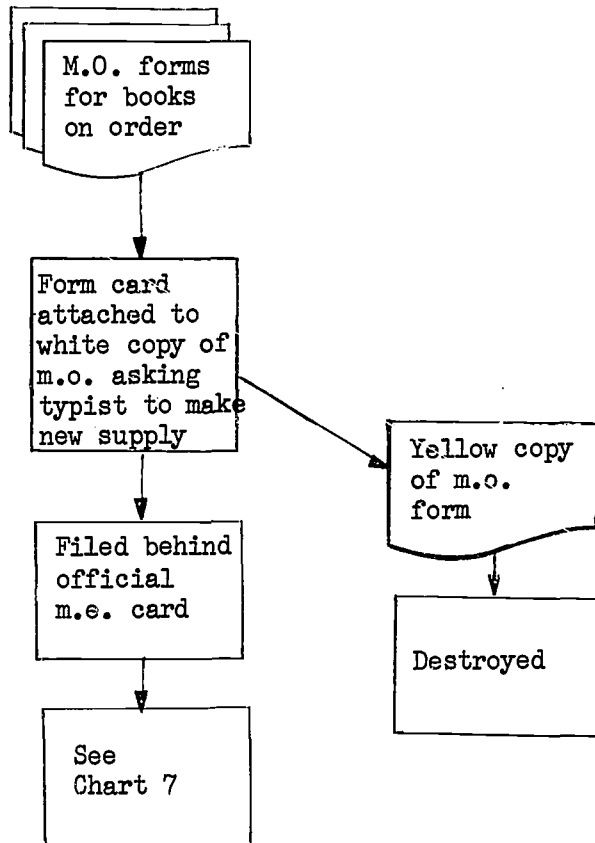 M.O. forms
for books
on order
Form card
attached to
white copy of
m.o. asking
typist to make
new supply
Yellow copy
of m.o.
form
Filed behind
official
m.e. card
Destroyed
See
Chart 7